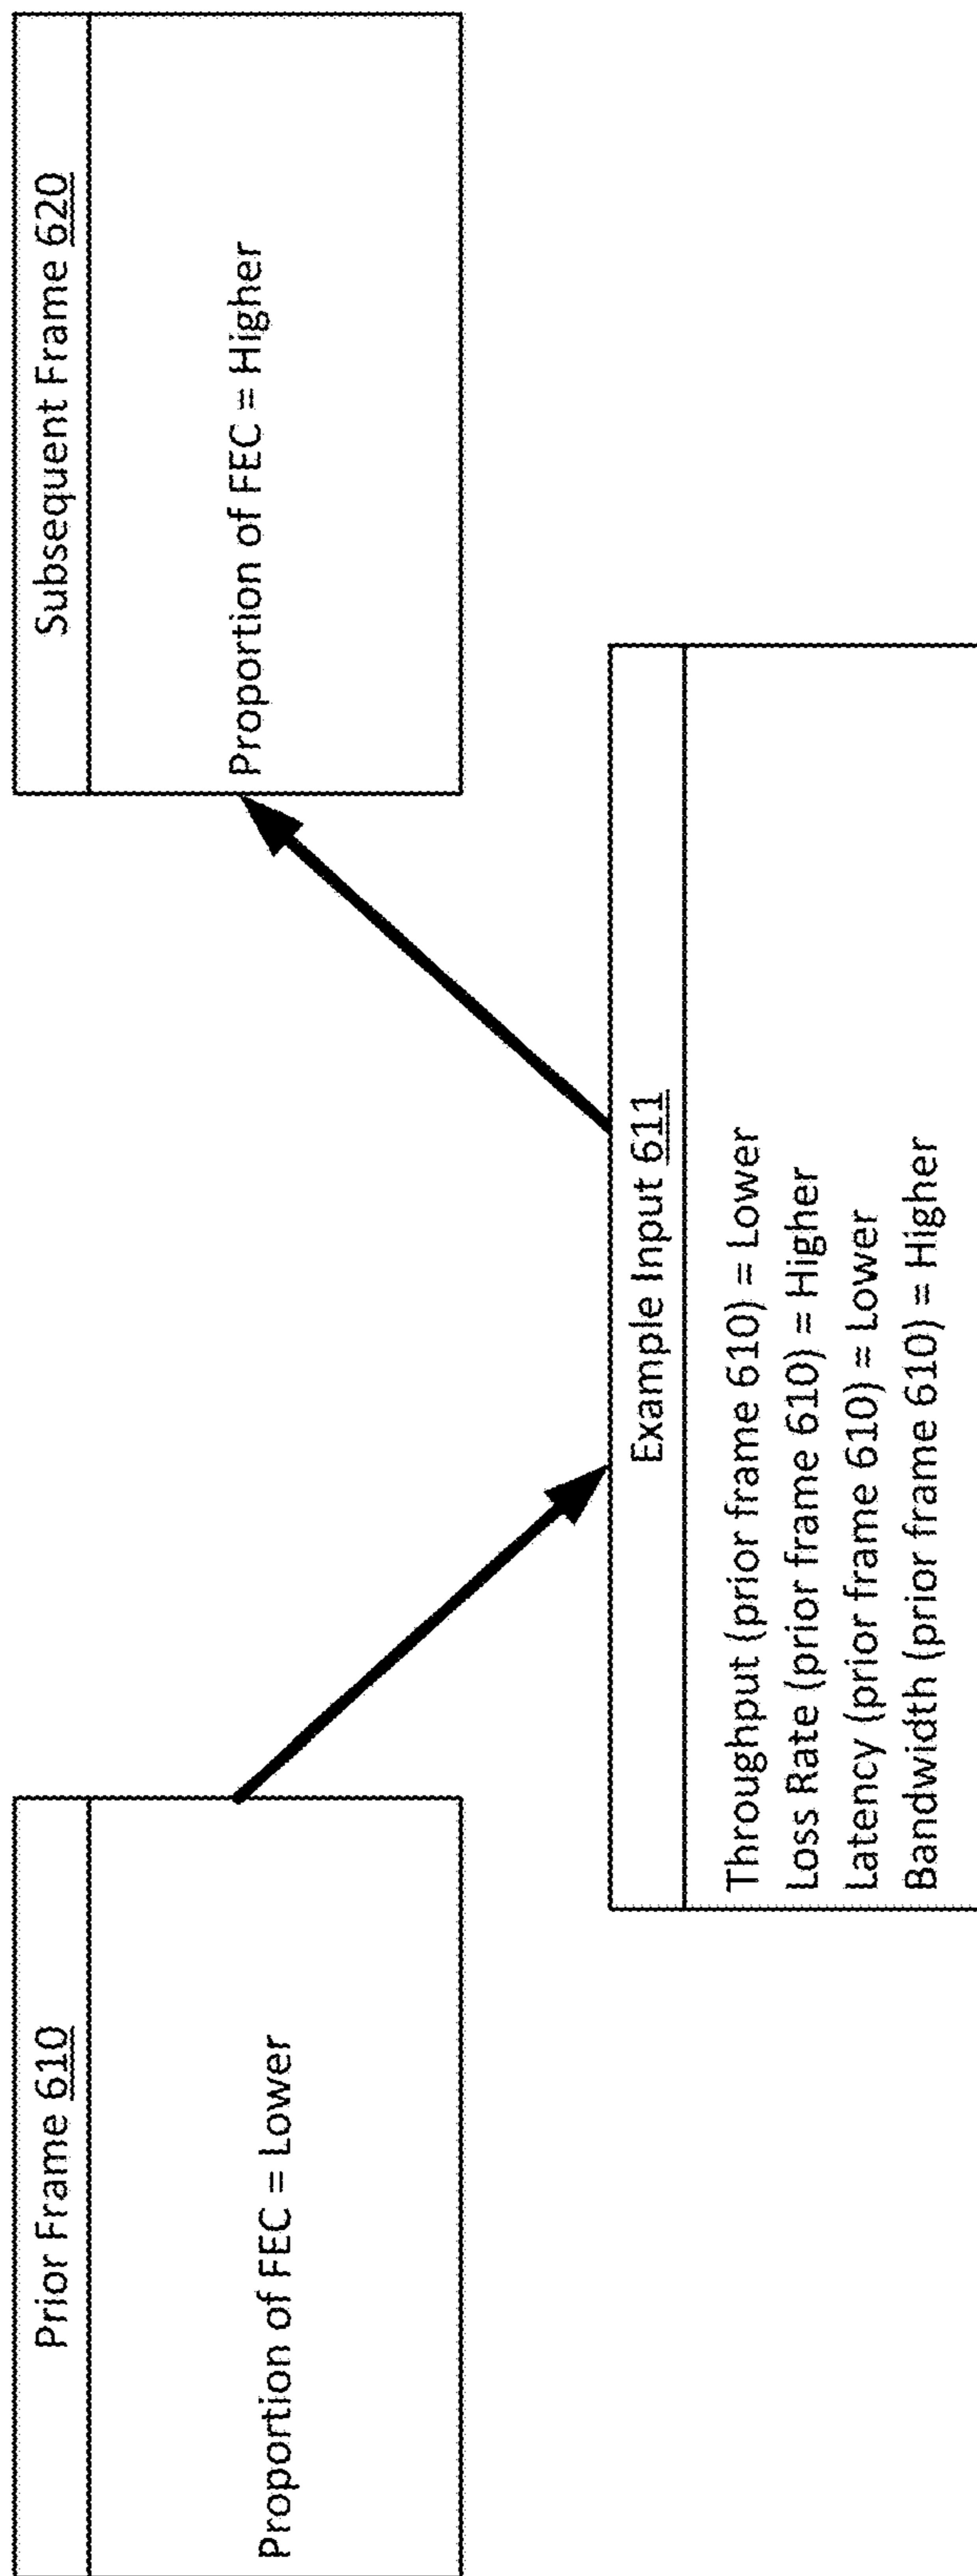 Prior Frame 610
Proportion of FEC = Lower
Subsequent Frame 620
Proportion of FEC = Higher
Example Input 611
Throughput (prior frame 610) = Lower
Loss Rate (prior frame 610) = Higher
Latency (prior frame 610) = Lower
Bandwidth (prior frame 610) = Higher